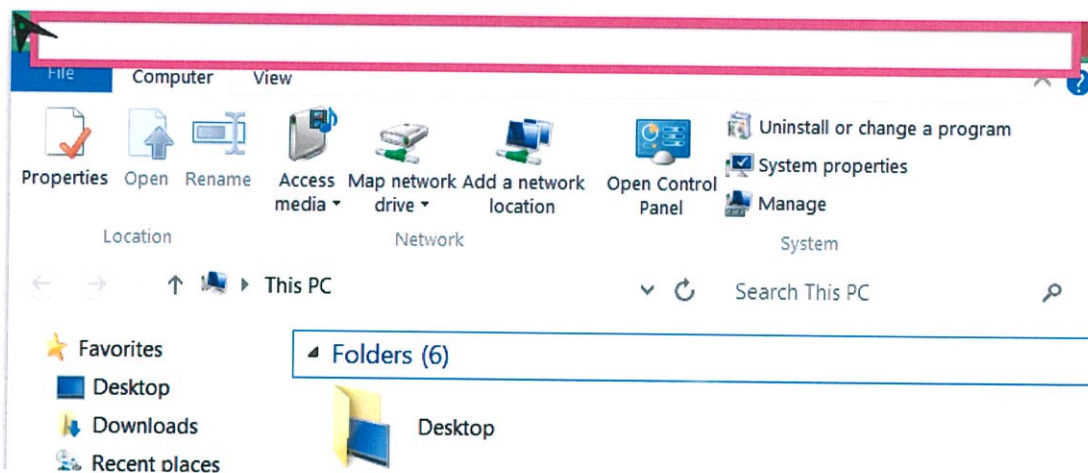 File Computer View
?
Properties Open Rename Access media Map network drive Add a network location Open Control Panel Uninstall or change a program
System properties
Manage
Location Network System
This PC Search This PC
Favorites
Folders (6)
Desktop
Desktop
Downloads
Recent places